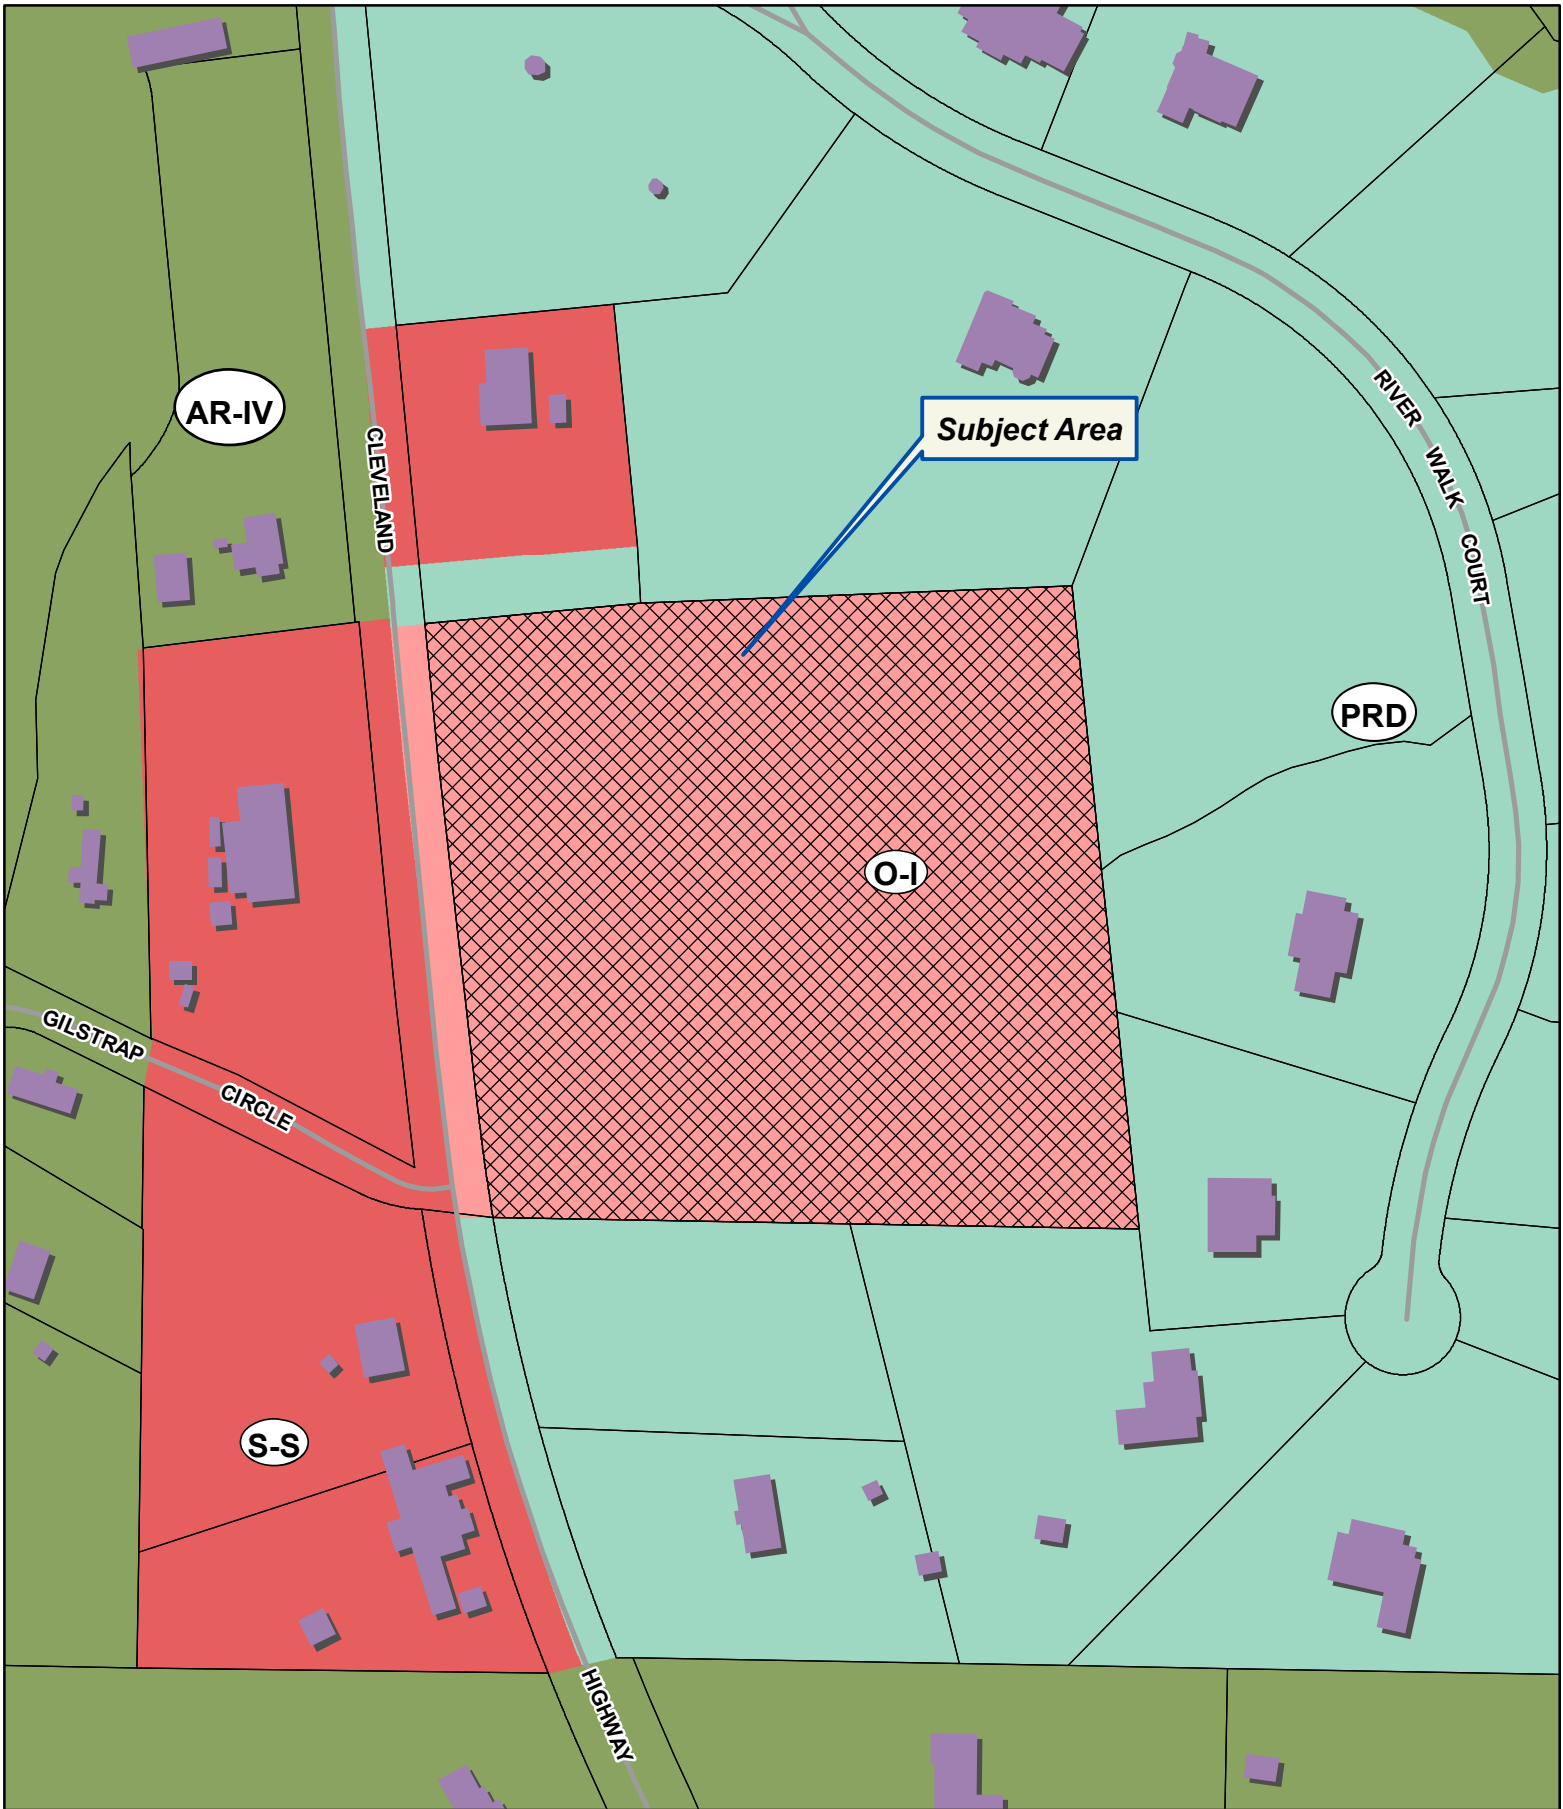 AR-IV
CLEVELAND
Subject Area
RIVER WALK COURT
PRD
O-I
GILSTRAP CIRCLE
S-S
HIGHWAY